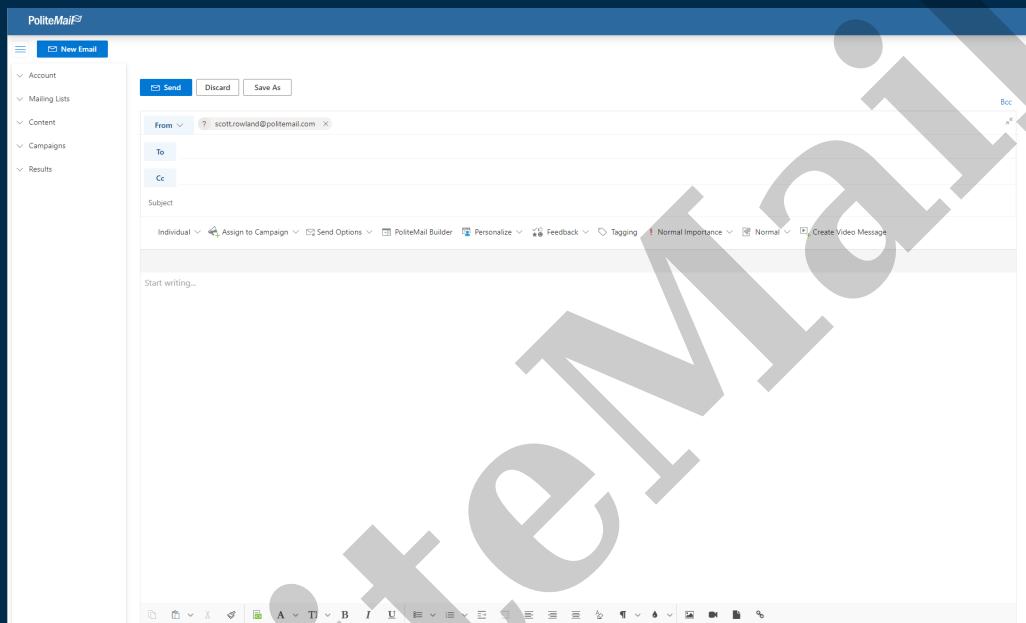 PoliteMail
New Email
Account
Mailing Lists
Content
Campaigns
Results
Send Discard Save As
Bcc
From ? scott.rowland@politemail.com ×
To
Cc
Subject
Individual Assign to Campaign Send Options PoliteMail Builder Personalize Feedback Tagging ! Normal Importance Normal Create Video Message
Start writing...
A TI B I U
iteMail